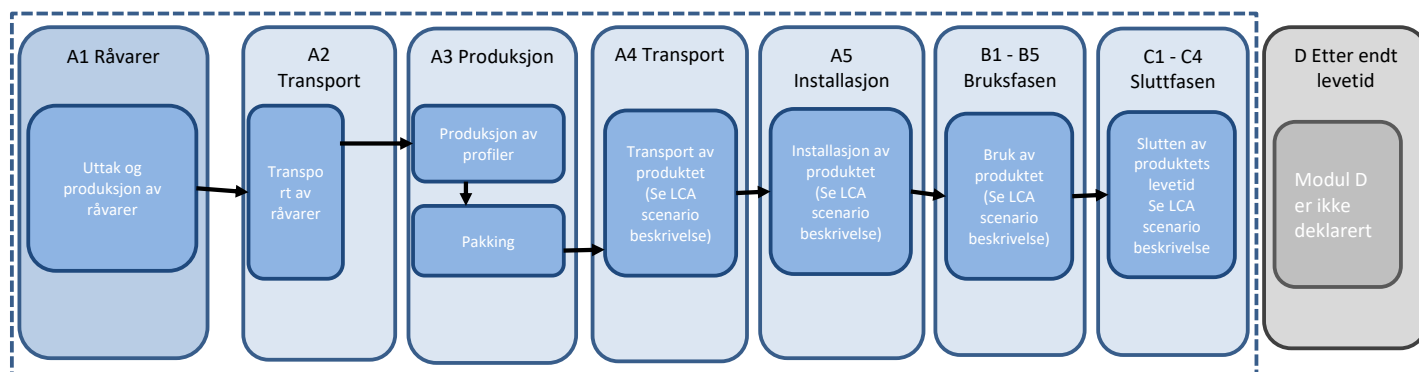 A1 Råvarer
Uttak og
produksjon av
råvarer
A2
Transport
Transpo
rt av
råvarer
A3 Produksjon
Produksjon av
profiler
Pakking
A4 Transport
Transport av
produktet
(Se LCA
scenario
beskrivelse)
A5
Installasjon
Installasjon av
produktet
(Se LCA
scenario
beskrivelse)
B1 - B5
Bruksfasen
Bruk av
produktet
(Se LCA
scenario
beskrivelse)
C1 - C4
Sluttfasen
Slutten av
produktets
levetid
Se LCA
scenario
beskrivelse
D Etter endt
levetid
Modul D
er ikke
deklarert